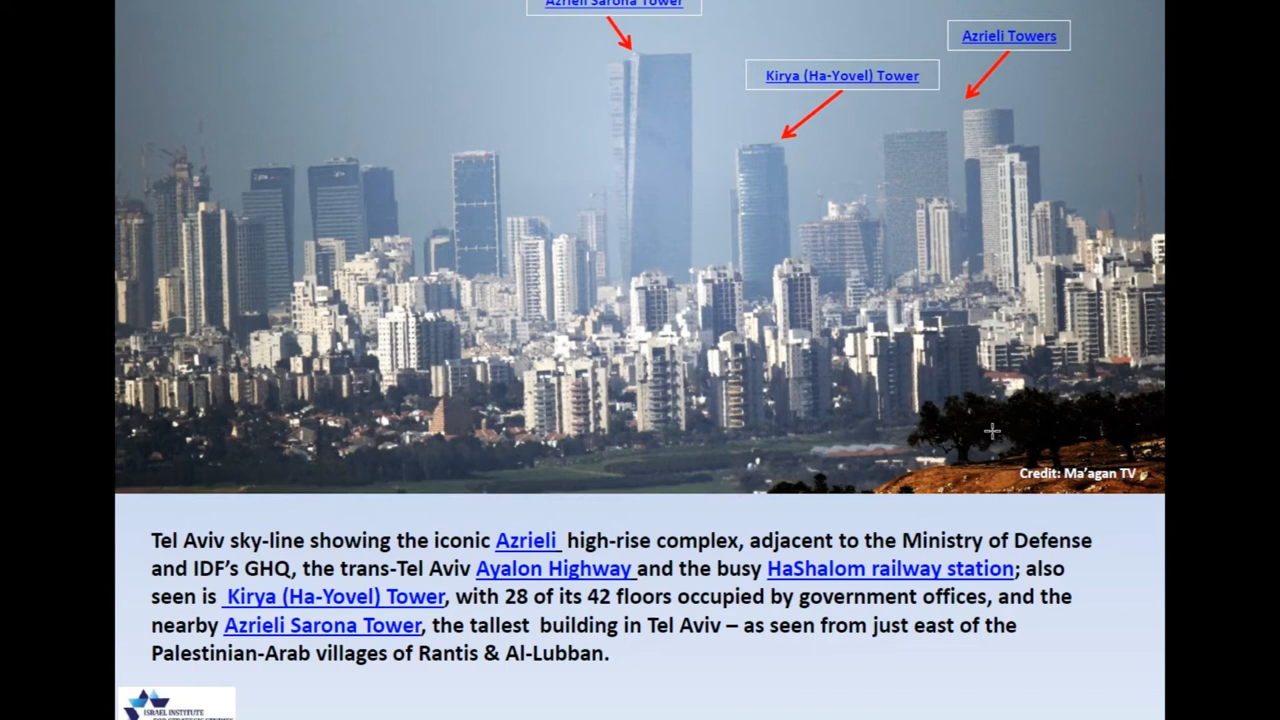 Azrieli Sarona Tower
Azrieli Towers
Kirya (Ha-Yovel) Tower
Credit: Ma'agan TV
Tel Aviv sky-line showing the iconic Azrieli  high-rise complex, adjacent to the Ministry of Defense
and IDF's GHQ, the trans-Tel Aviv Ayalon Highway and the busy HaShalom railway station; also
seen is  Kirya (Ha-Yovel) Tower, with 28 of its 42 floors occupied by government offices, and the
nearby Azrieli Sarona Tower, the tallest  building in Tel Aviv – as seen from just east of the
Palestinian-Arab villages of Rantis & Al-Lubban.
ISRAEL INSTITUTE
FOR STRATEGIC STUDIES